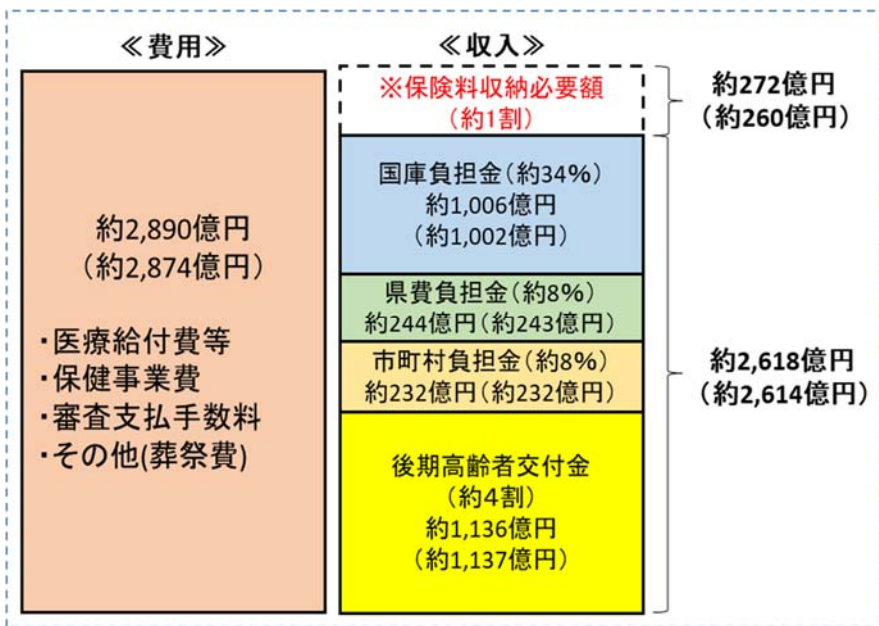 ≪費用≫
約2,890億円
（約2,874億円）
・医療給付費等
・保健事業費
・審査支払手数料
・その他(葬祭費)
≪収入≫
※保険料収納必要額
（約1割）
国庫負担金（約34%）
約1,006億円
（約1,002億円）
県費負担金（約8%）
約244億円（約243億円）
市町村負担金（約8%）
約232億円（約232億円）
後期高齢者交付金
（約4割）
約1,136億円
（約1,137億円）
約272億円
（約260億円）
約2,618億円
（約2,614億円）